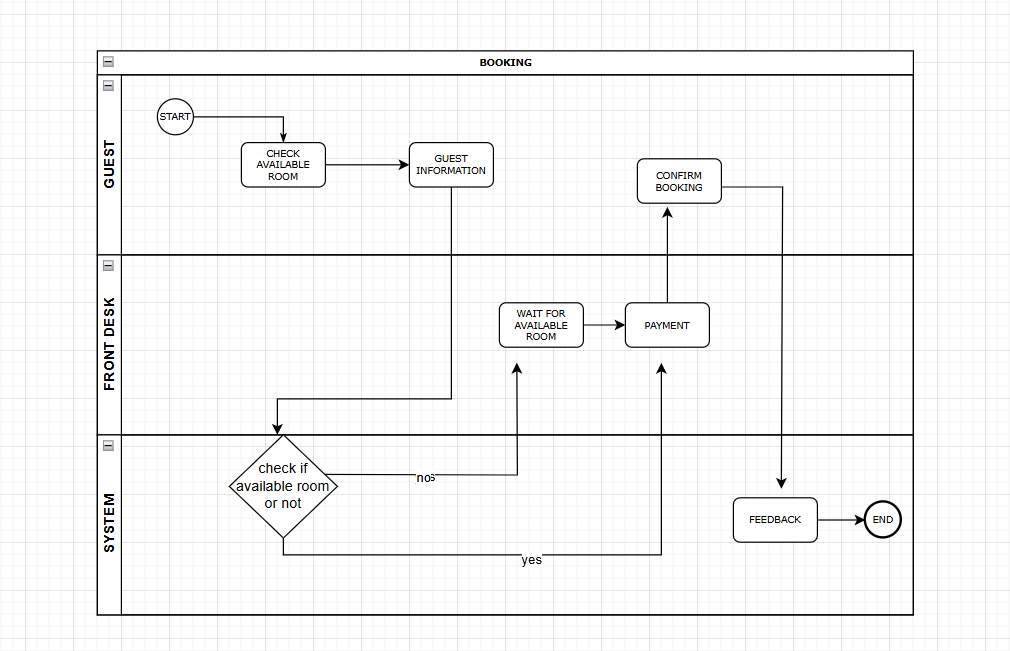 BOOKING
GUEST
START
CHECK
AVAILABLE
ROOM
GUEST
INFORMATION
CONFIRM
BOOKING
FRONT DESK
WAIT FOR
AVAILABLE
ROOM
PAYMENT
SYSTEM
check if
available room
or not
no
yes
FEEDBACK
END